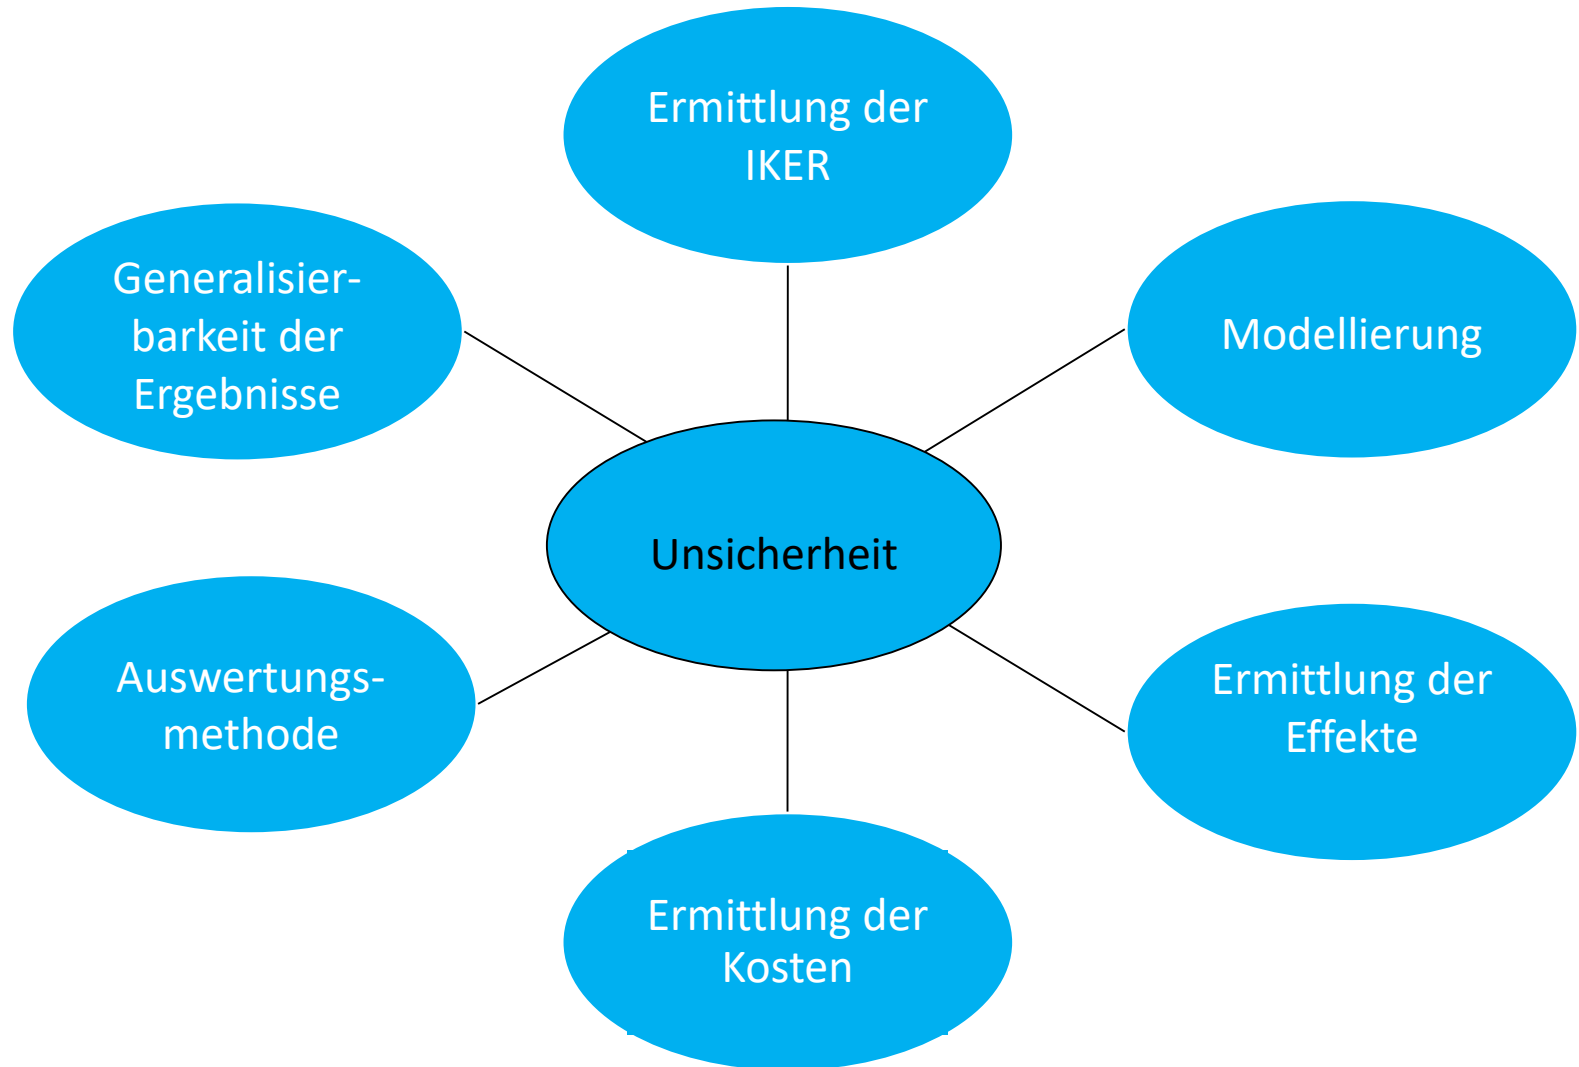 Ermittlung der
IKER
Generalisier-
barkeit der
Ergebnisse
Modellierung
Unsicherheit
Auswertungs-
methode
Ermittlung der
Effekte
Ermittlung der
Kosten